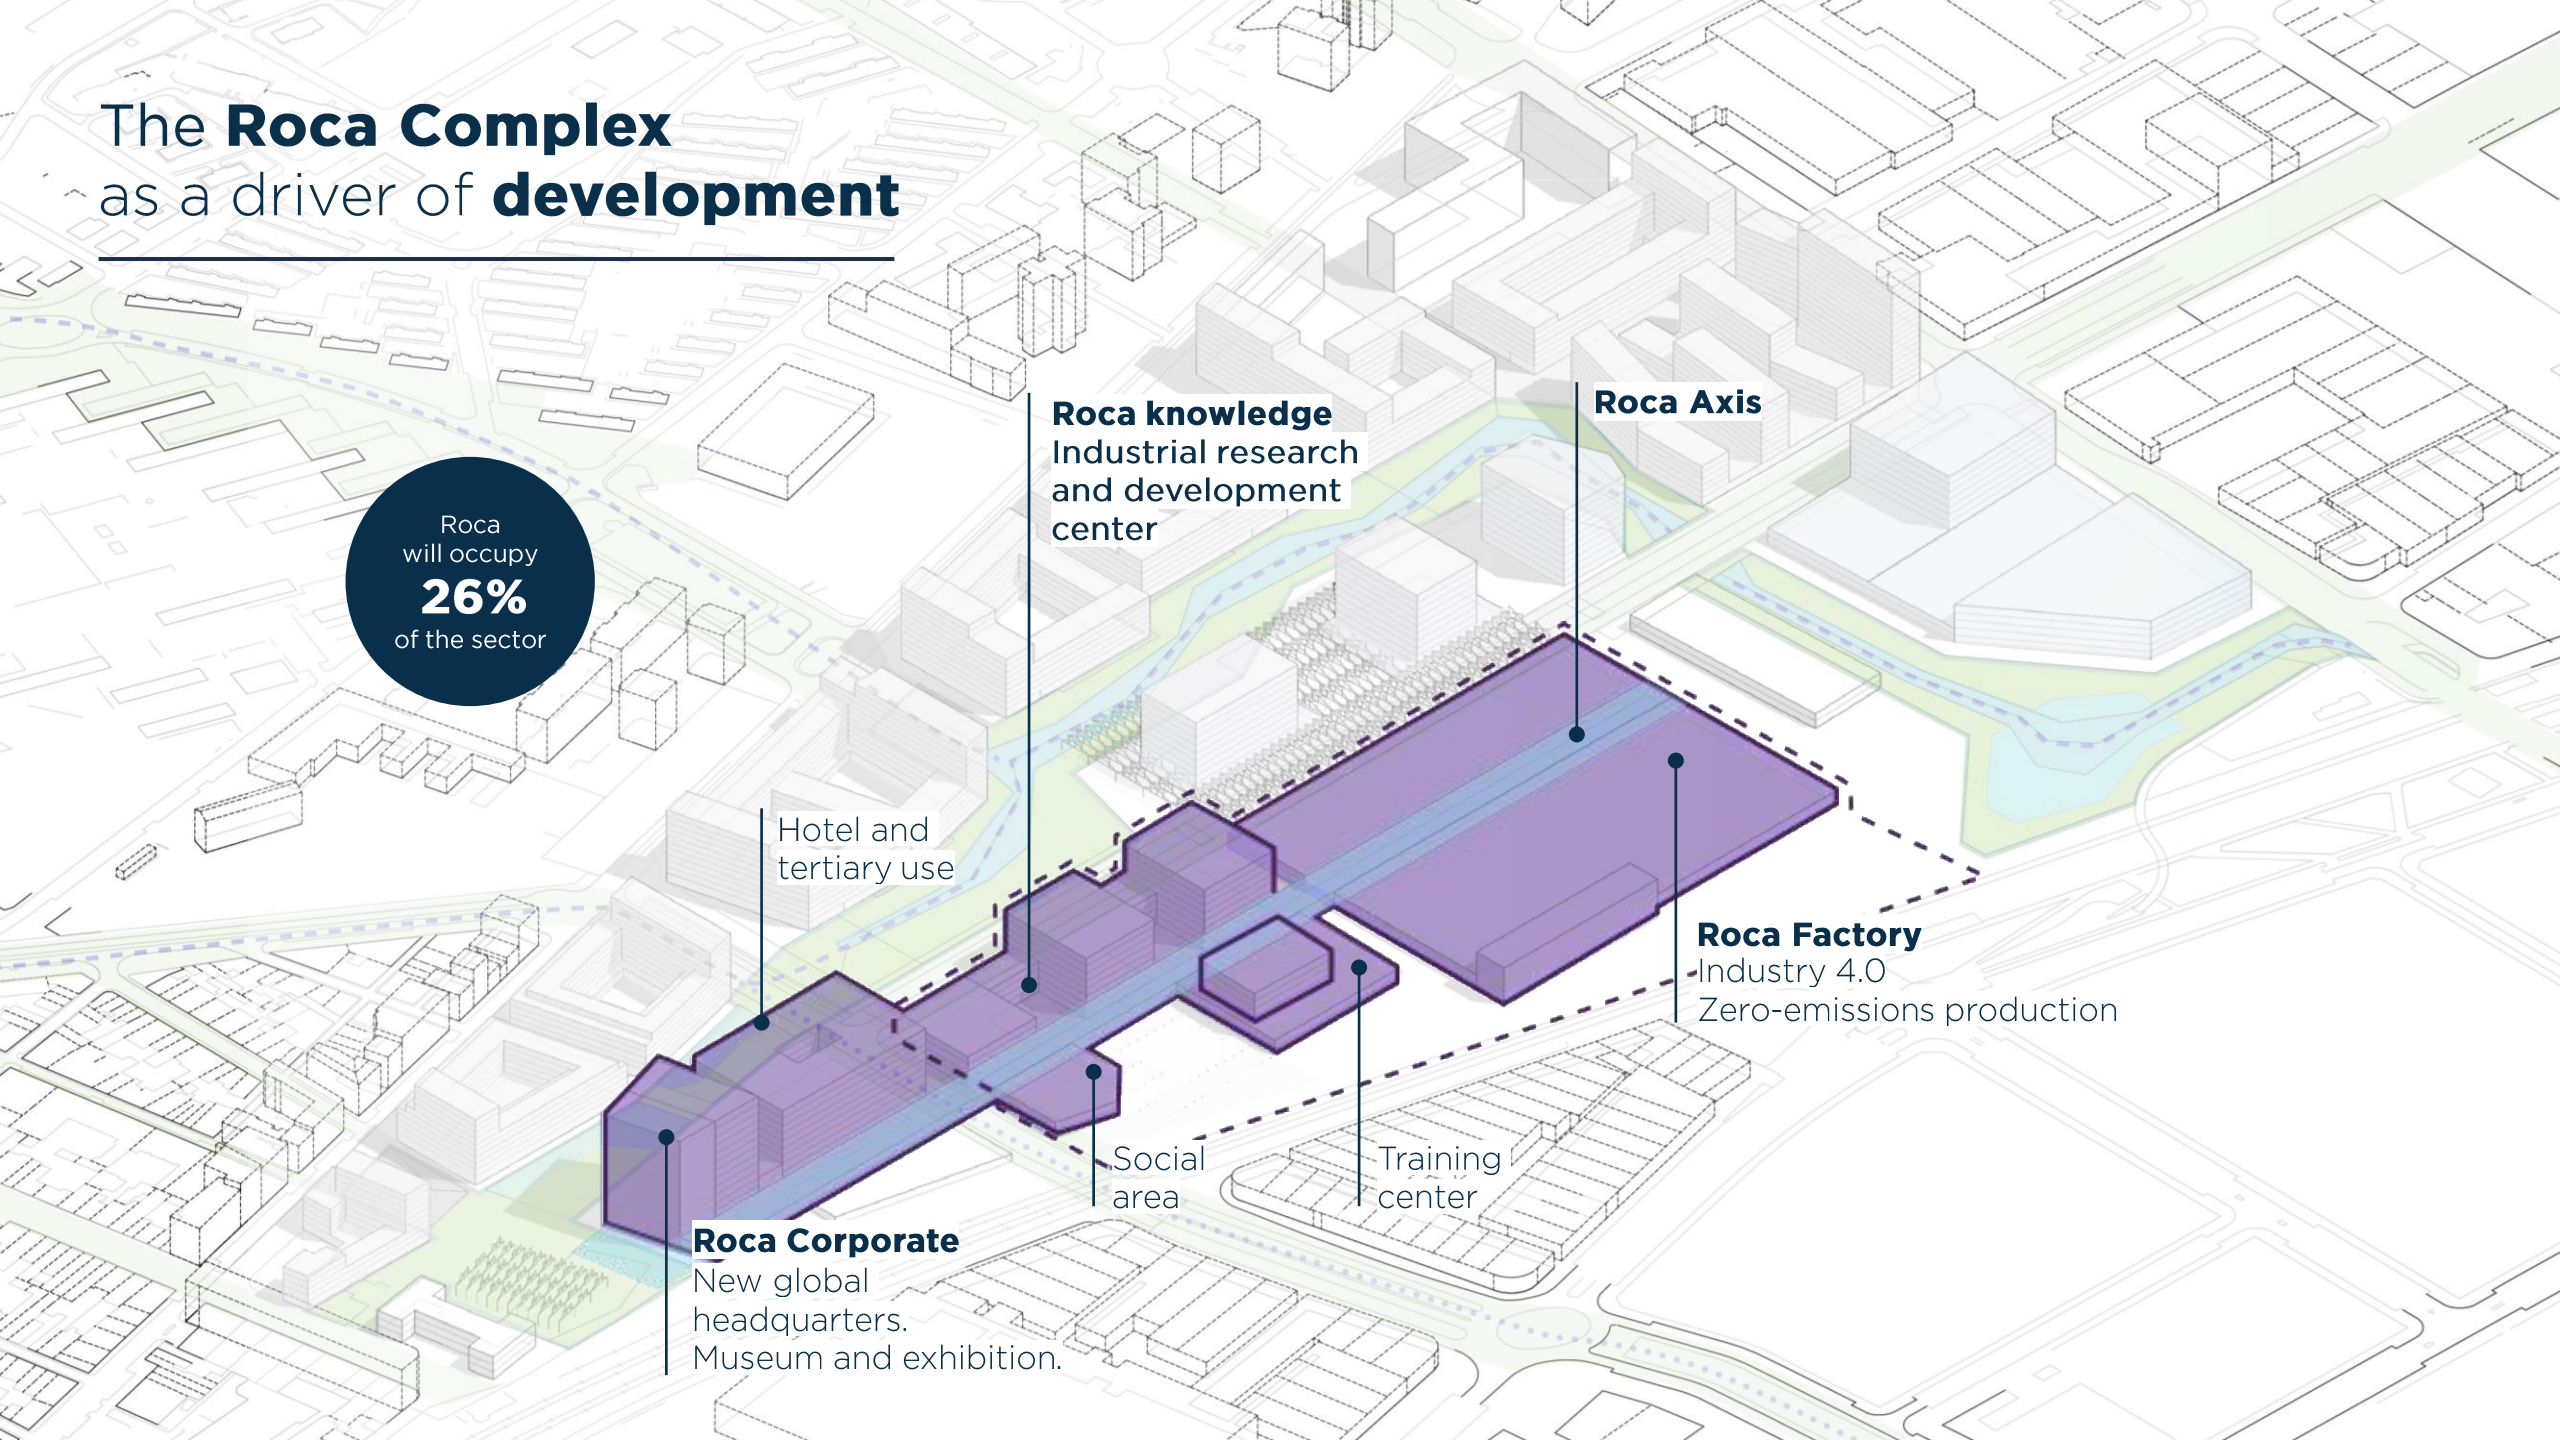 The Roca Complex
as a driver of development
Roca
will occupy
26%
of the sector
Roca knowledge
Industrial research
and development
center
Roca Axis
Hotel and
tertiary use
Roca Factory
Industry 4.0
Zero-emissions production
Social
area
Training
center
Roca Corporate
New global
headquarters.
Museum and exhibition.